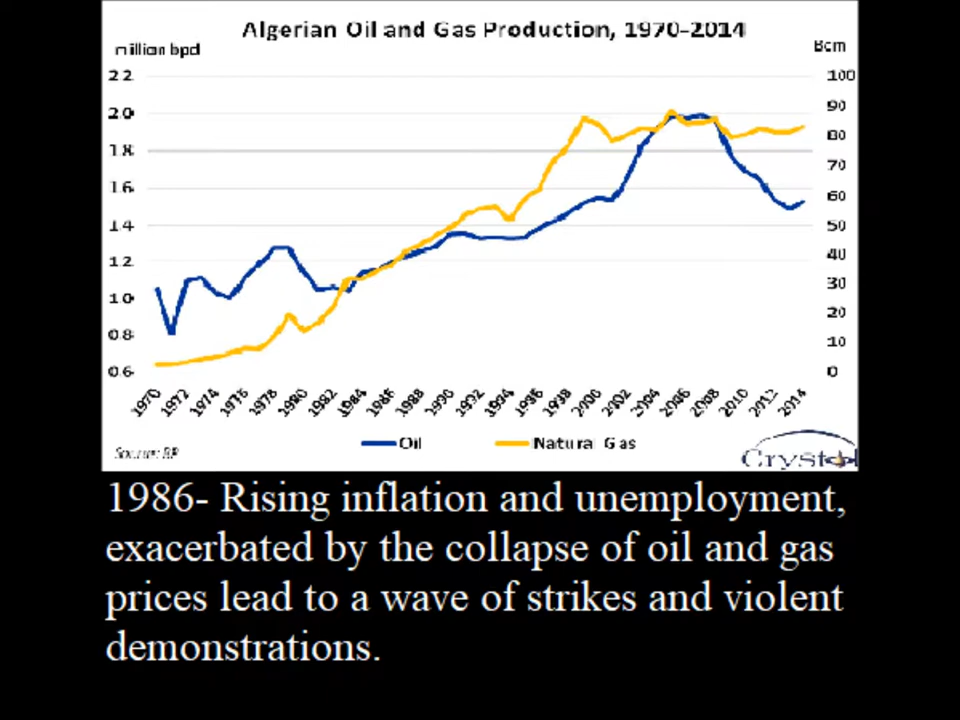 Algerian Oil and Gas Production, 1970-2014
million bpd
Bcm
2.2
2.0
1.8
1.6
1.4
1.2
1.0
0.8
0.6
100
90
80
70
60
50
40
30
20
10
0
1970 1972 1974 1976 1978 1980 1982 1984 1986 1988 1990 1992 1994 1996 1998 2000 2002 2004 2006 2008 2010 2012 2014
Oil Natural Gas
Source: BP
Crystol
1986- Rising inflation and unemployment,
exacerbated by the collapse of oil and gas
prices lead to a wave of strikes and violent
demonstrations.